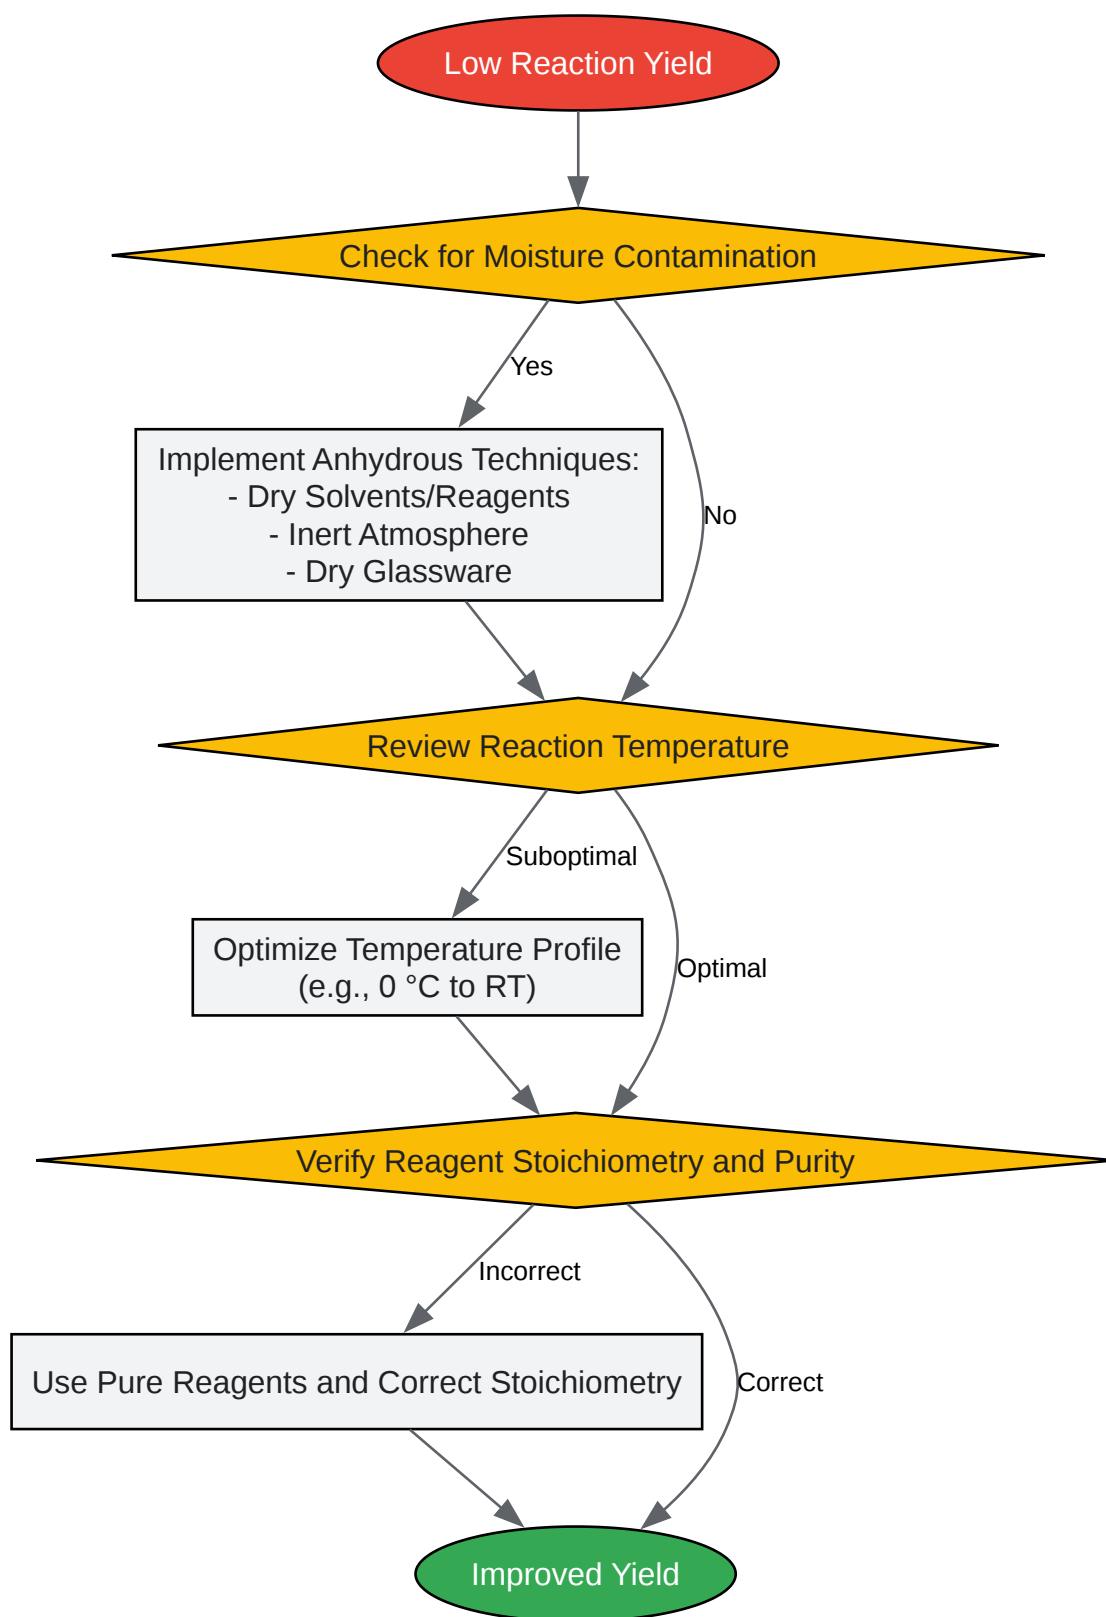 Low Reaction Yield
Check for Moisture Contamination
Yes
Implement Anhydrous Techniques:
- Dry Solvents/Reagents
- Inert Atmosphere
- Dry Glassware
No
Review Reaction Temperature
Suboptimal
Optimize Temperature Profile
(e.g., 0 °C to RT)
Optimal
Verify Reagent Stoichiometry and Purity
Incorrect
Use Pure Reagents and Correct Stoichiometry
Correct
Improved Yield